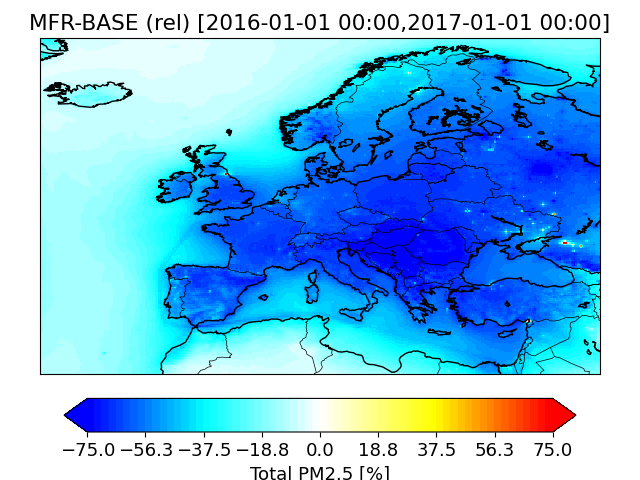 MFR-BASE (rel) [2016-01-01 00:00,2017-01-01 00:00]
−75.0 −56.3 −37.5 −18.8 0.0 18.8 37.5 56.3 75.0
Total PM2.5 [%]